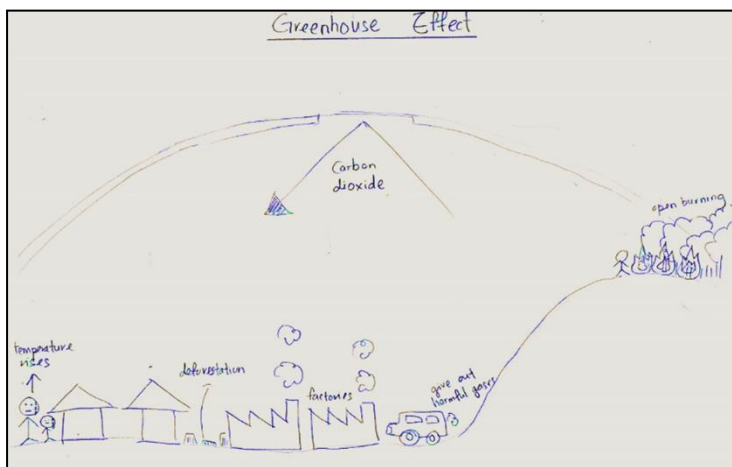 Greenhouse Effect
Carbon
dioxide
open burning
temperature
rises
deforestation
factories
give out
harmful gases